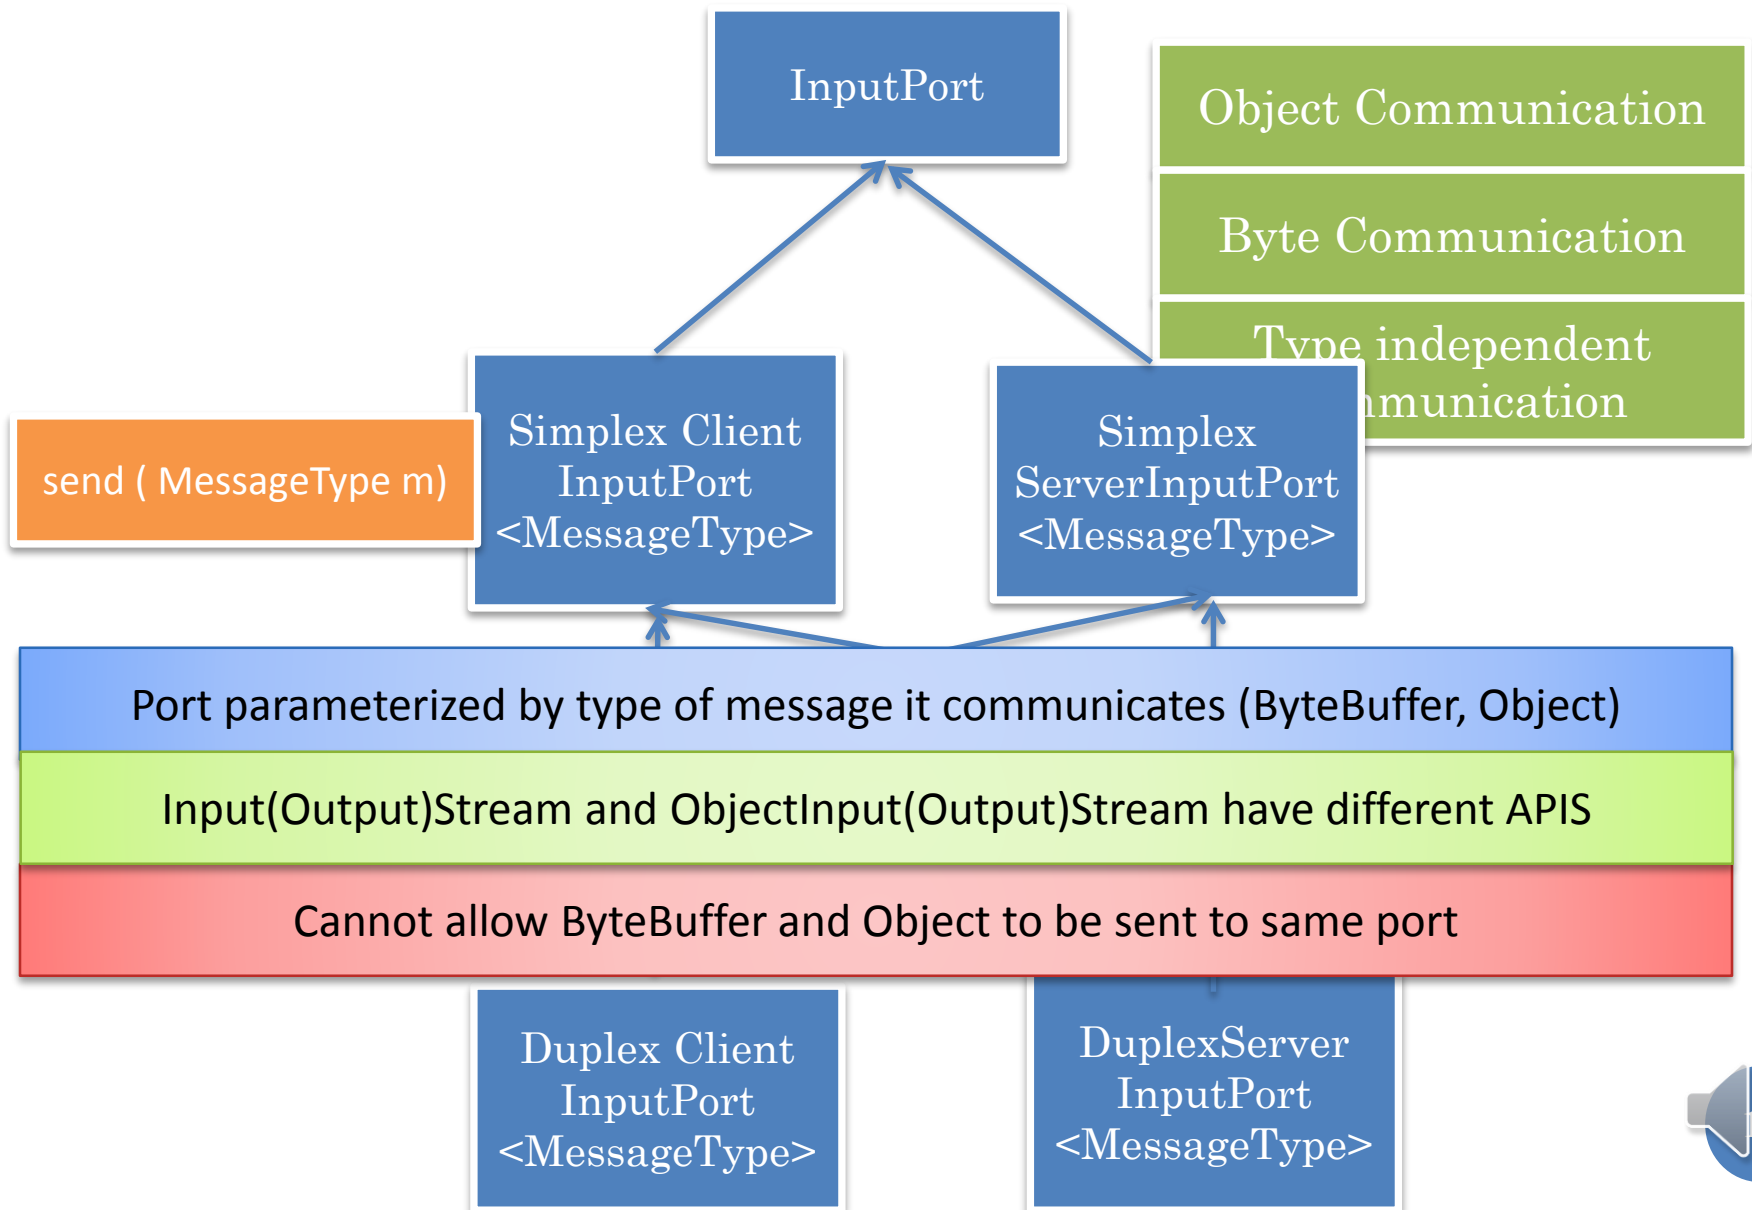 InputPort
Object Communication
Byte Communication
Type independent
munication
send ( MessageType m)
Simplex Client
InputPort
<MessageType>
Simplex
ServerInputPort
<MessageType>
Port parameterized by type of message it communicates (ByteBuffer, Object)
Input(Output)Stream and ObjectInput(Output)Stream have different APIS
Cannot allow ByteBuffer and Object to be sent to same port
Duplex Client
InputPort
<MessageType>
DuplexServer
InputPort
<MessageType>